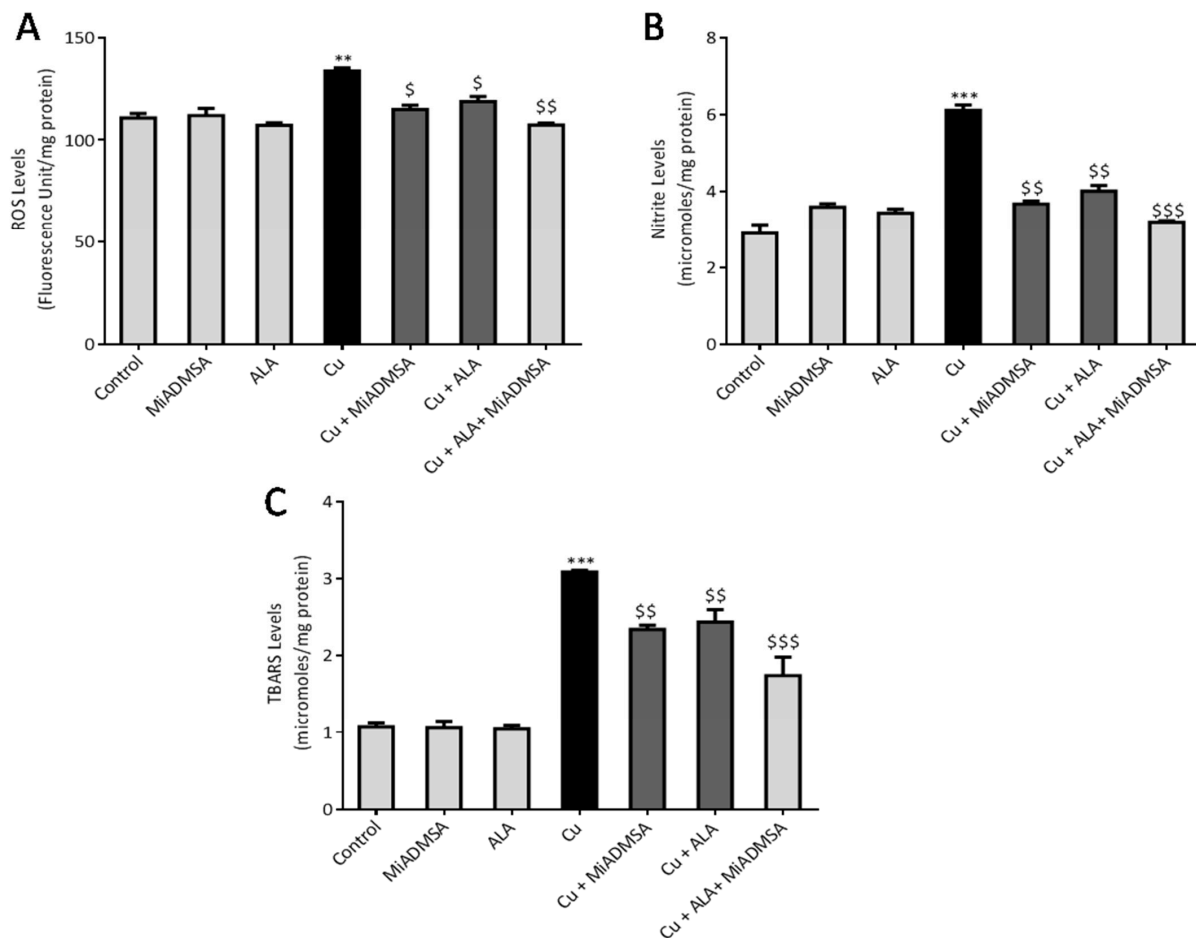 A
ROS Levels
(Fluorescence Unit/mg protein)
150
100
50
0
**
$
$
$$
Control
MiADMSA
ALA
Cu
Cu + MiADMSA
Cu + ALA
Cu + ALA+ MiADMSA
B
Nitrite Levels
(micromoles/mg protein)
8
6
4
2
0
***
$$
$$
$$$
Control
MiADMSA
ALA
Cu
Cu + MiADMSA
Cu + ALA
Cu + ALA+ MiADMSA
C
TBARS Levels
(micromoles/mg protein)
4
3
2
1
0
***
$$
$$
$$$
Control
MiADMSA
ALA
Cu
Cu + MiADMSA
Cu + ALA
Cu + ALA+ MiADMSA